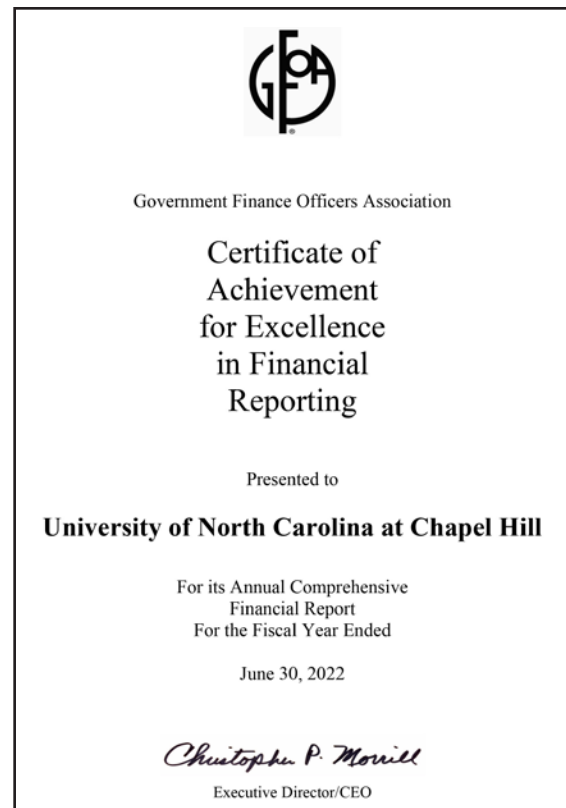 GFOA
®
Government Finance Officers Association
Certificate of
Achievement
for Excellence
in Financial
Reporting
Presented to
University of North Carolina at Chapel Hill
For its Annual Comprehensive
Financial Report
For the Fiscal Year Ended
June 30, 2022
Christopher P. Morrill
Executive Director/CEO